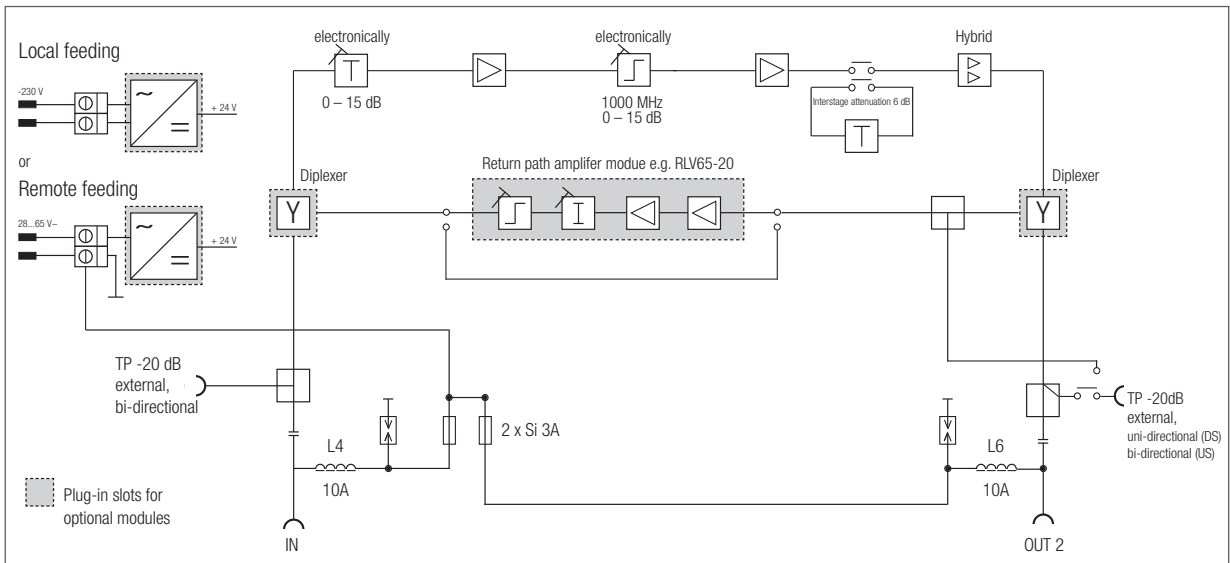 Local feeding
-230 V
+ 24 V
or
Remote feeding
28...65 V~
+ 24 V
electronically
0 – 15 dB
electronically
1000 MHz
0 – 15 dB
Interstage attenuation 6 dB
Hybrid
Diplexer
Return path amplifer modue e.g. RLV65-20
Diplexer
TP -20 dB
external,
bi-directional
L4
10A
2 x Si 3A
L6
10A
TP -20dB
external,
uni-directional (DS)
bi-directional (US)
Plug-in slots for
optional modules
IN
OUT 2